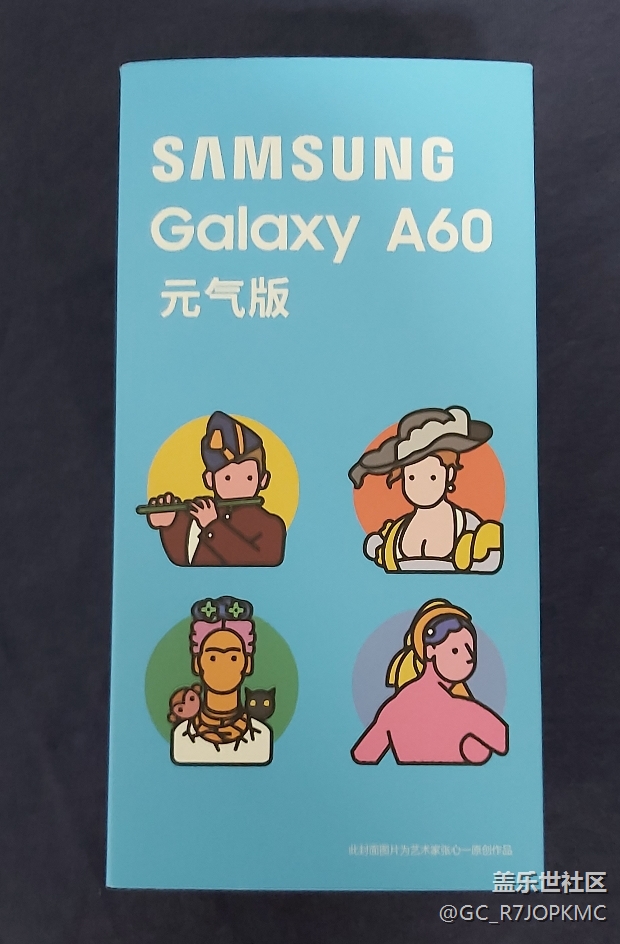 SAMSUNG
Galaxy A60
元气版
此封面图片为艺术家张心一原创作品
盖乐世社区
@GC_R7JOPKMC